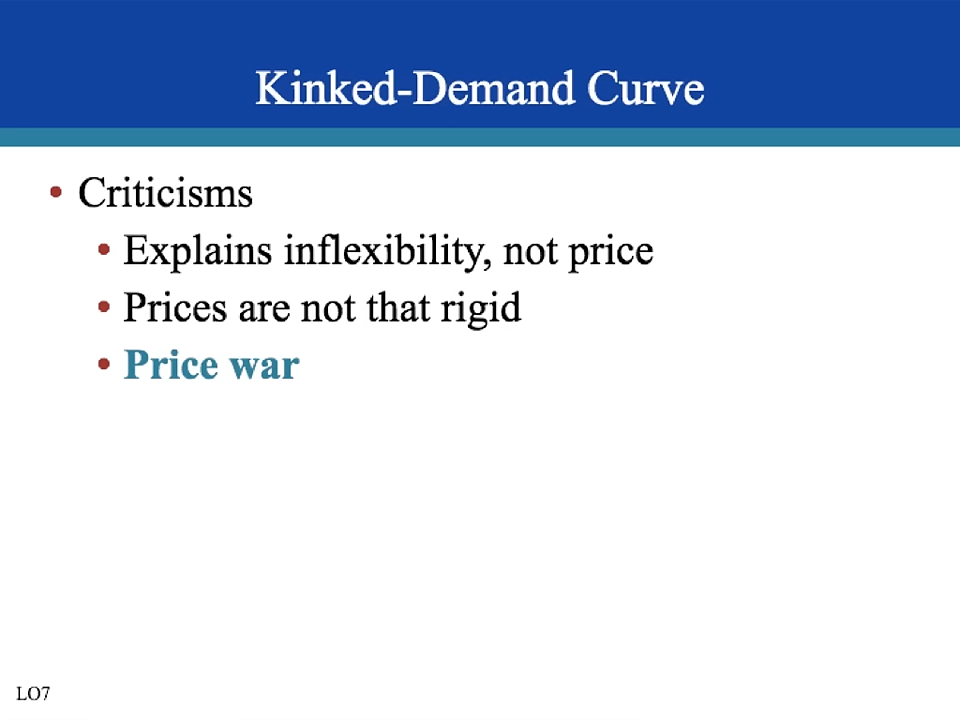 Kinked-Demand Curve
• Criticisms
• Explains inflexibility, not price
• Prices are not that rigid
• Price war
LO7